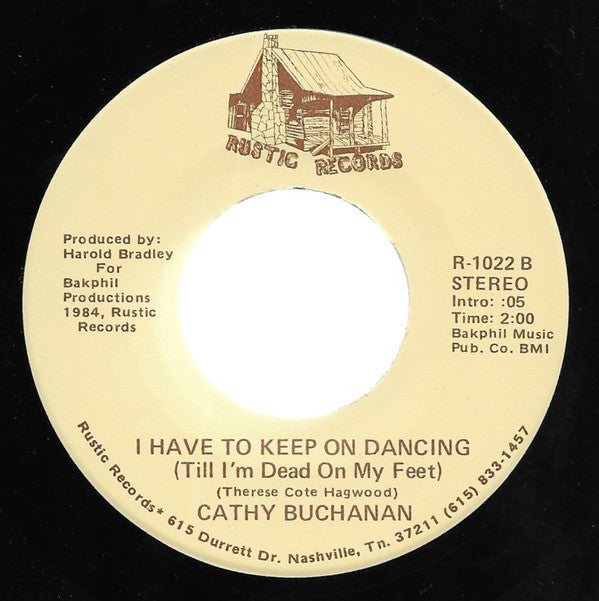 RUSTIC RECORDS
Produced by:
Harold Bradley
For
Bakphil
Productions
1984, Rustic
Records
R-1022 B
STEREO
Intro: :05
Time: 2:00
Bakphil Music
Pub. Co. BMI
I HAVE TO KEEP ON DANCING
(Till I'm Dead On My Feet)
(Therese Cote Hagwood)
CATHY BUCHANAN
Rustic Records* 615 Durrett Dr. Nashville, Tn. 37211 (615) 833-1457